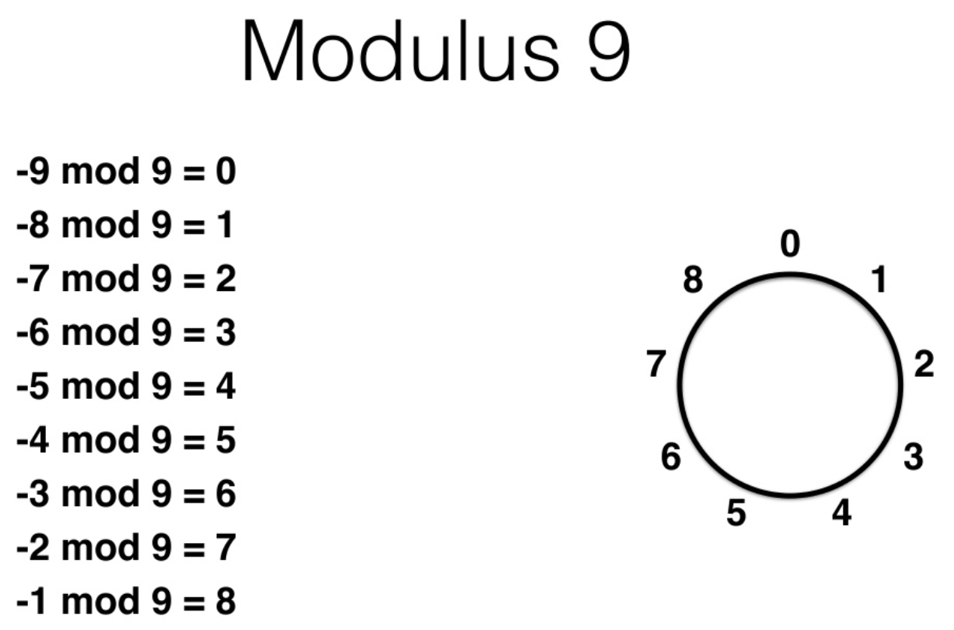 Modulus 9
-9 mod 9 = 0
-8 mod 9 = 1
-7 mod 9 = 2
-6 mod 9 = 3
-5 mod 9 = 4
-4 mod 9 = 5
-3 mod 9 = 6
-2 mod 9 = 7
-1 mod 9 = 8
0
1
2
3
4
5
6
7
8